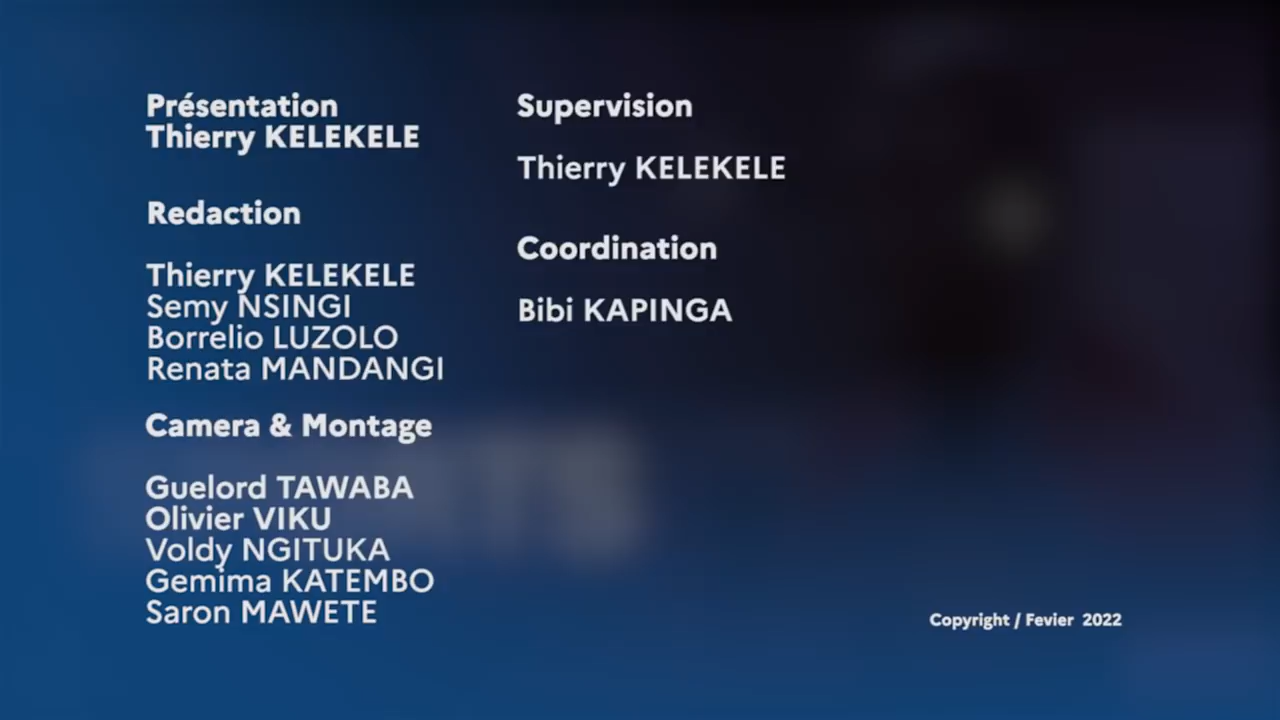 Présentation
Thierry KELEKELE
Redaction
Thierry KELEKELE
Semy NSINGI
Borrelio LUZOLO
Renata MANDANGI
Camera & Montage
Guelord TAWABA
Olivier VIKU
Voldy NGITUKA
Gemima KATEMBO
Saron MAWETE
Supervision
Thierry KELEKELE
Coordination
Bibi KAPINGA
Copyright / Fevier 2022